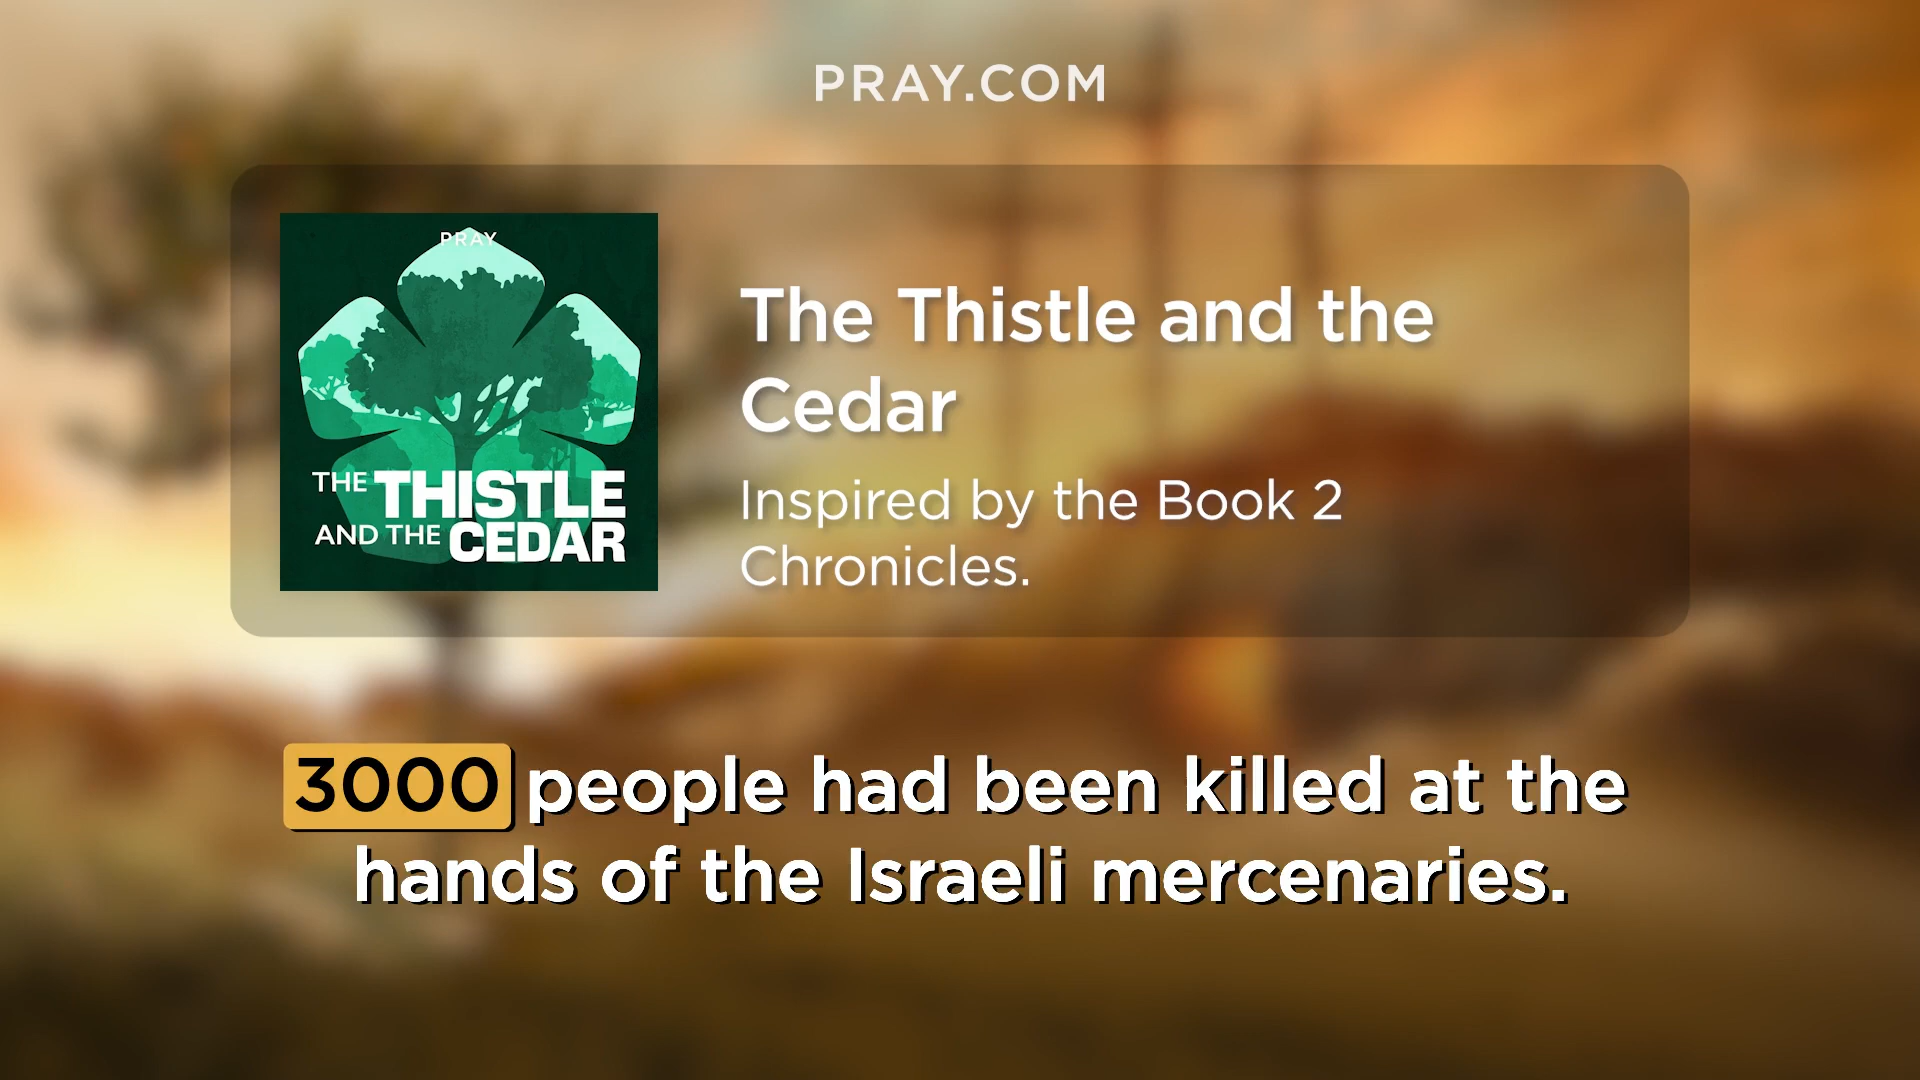 PRAY.COM
PRAY
THE THISTLE
AND THE CEDAR
The Thistle and the
Cedar
Inspired by the Book 2
Chronicles.
3000 people had been killed at the
hands of the Israeli mercenaries.